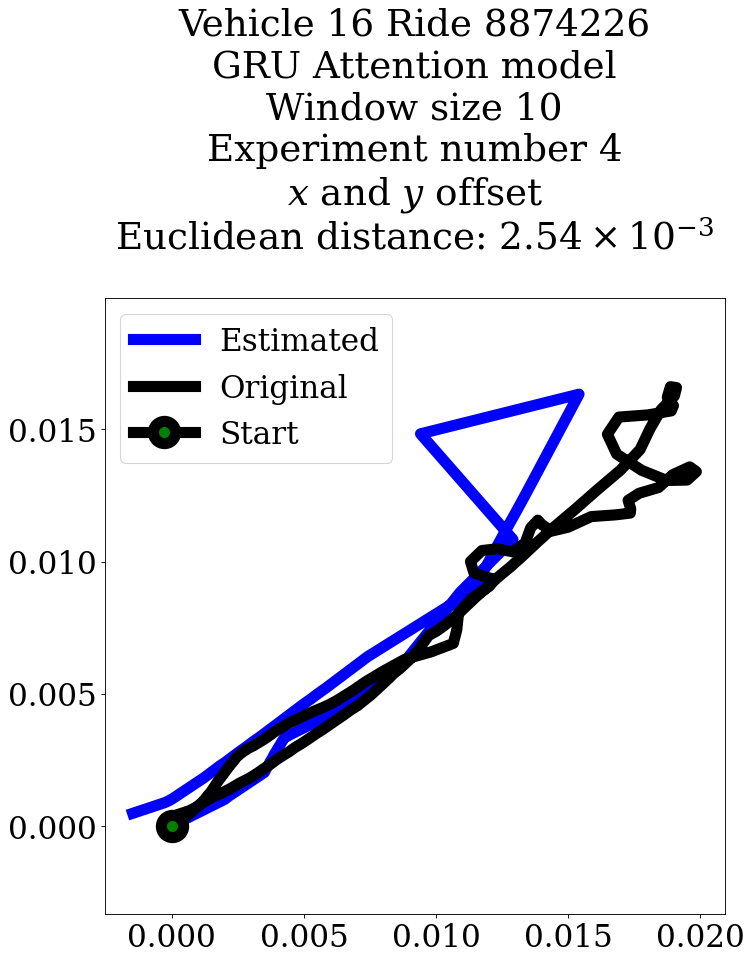 Vehicle 16 Ride 8874226
GRU Attention model
Window size 10
Experiment number 4
x and y offset
Euclidean distance: 2.54 × 10⁻³
Estimated
Original
Start
0.015
0.010
0.005
0.000
0.000 0.005 0.010 0.015 0.020